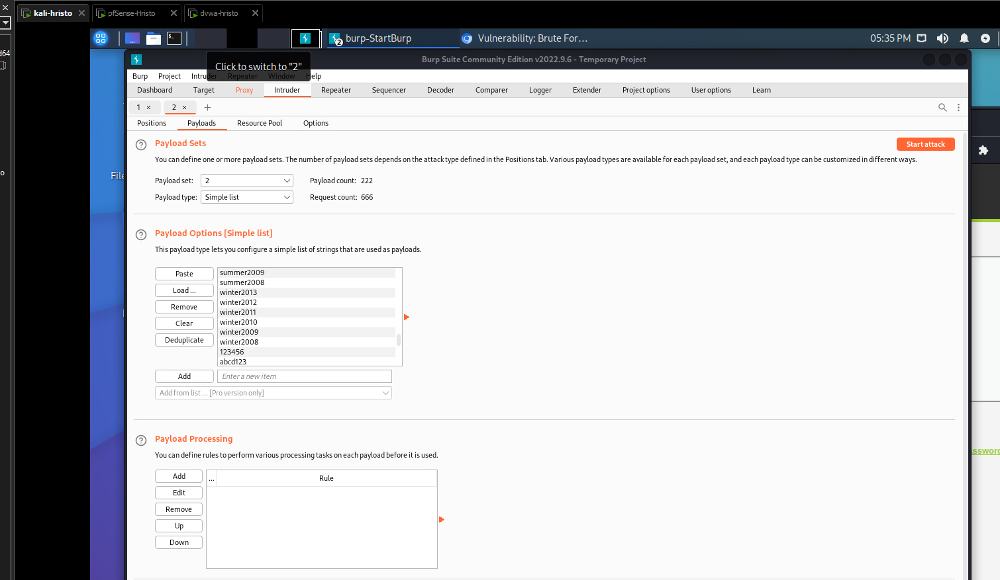 kali-hristo
pfSense-Hristo
dvwa-hristo
d64
burp-StartBurp
2
Vulnerability: Brute For...
05:35 PM
Click to switch to "2"
Burp Suite Community Edition v2022.9.6 - Temporary Project
Burp Project Intruder Repeater Window Help
Dashboard Target Proxy Intruder Repeater Sequencer Decoder Comparer Logger Extender Project options User options Learn
1 × 2 × +
Positions Payloads Resource Pool Options
Payload Sets
Start attack
You can define one or more payload sets. The number of payload sets depends on the attack type defined in the Positions tab. Various payload types are available for each payload set, and each payload type can be customized in different ways.
o
File
Payload set: 2 Payload count: 222
Payload type: Simple list Request count: 666
Payload Options [Simple list]
This payload type lets you configure a simple list of strings that are used as payloads.
Paste
Load ...
Remove
Clear
Deduplicate
summer2009
summer2008
winter2013
winter2012
winter2011
winter2010
winter2009
winter2008
123456
abcd123
Add Enter a new item
Add from list ... [Pro version only]
Payload Processing
You can define rules to perform various processing tasks on each payload before it is used.
ssword
Add
Edit
Remove
Up
Down
... Rule